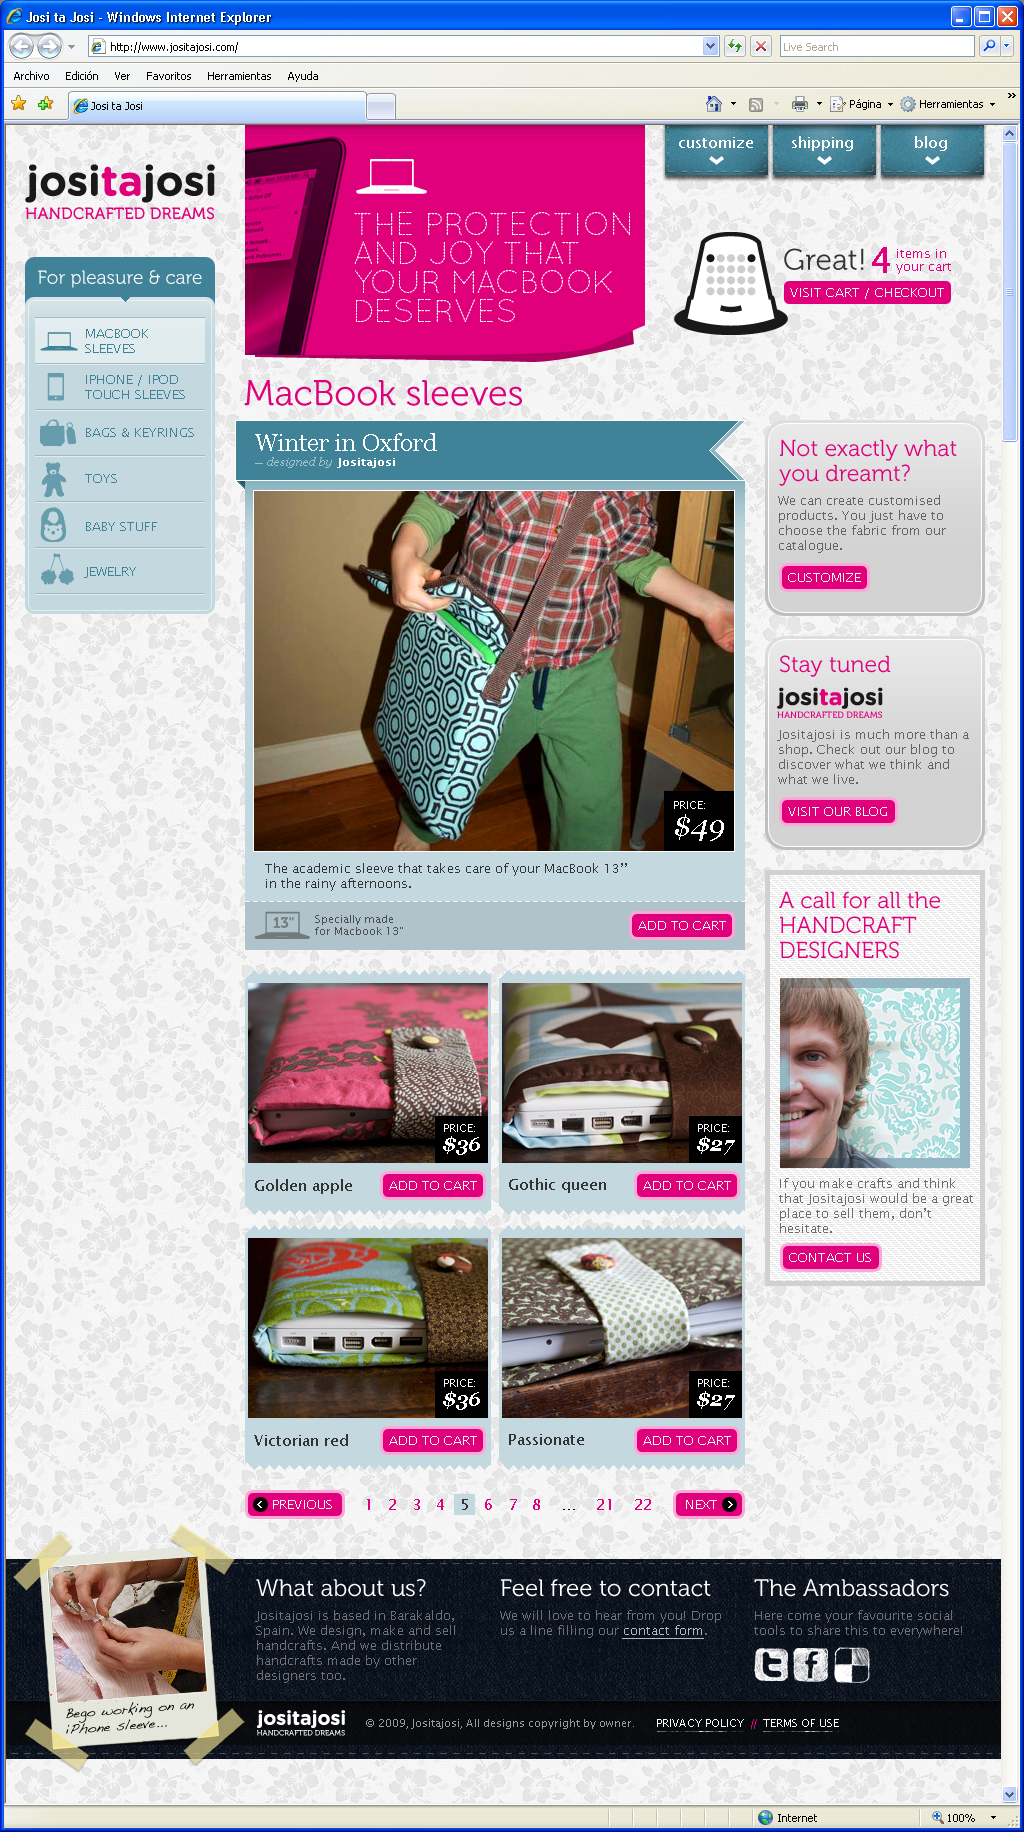 Josi ta Josi - Windows Internet Explorer
http://www.jositajosi.com/
Live Search
Archivo Edición Ver Favoritos Herramientas Ayuda
Josi ta Josi
Página
Herramientas
»
jositajosi
HANDCRAFTED DREAMS
THE PROTECTION
AND JOY THAT
YOUR MACBOOK
DESERVES
customize
shipping
blog
Great! 4 items in
your cart
VISIT CART / CHECKOUT
For pleasure & care
MACBOOK
SLEEVES
IPHONE / IPOD
TOUCH SLEEVES
BAGS & KEYRINGS
TOYS
BABY STUFF
JEWELRY
MacBook sleeves
Winter in Oxford
— designed by Jositajosi
PRICE:
$49
The academic sleeve that takes care of your MacBook 13’’
in the rainy afternoons.
13"
Specially made
for Macbook 13"
ADD TO CART
PRICE:
$36
Golden apple
ADD TO CART
PRICE:
$27
Gothic queen
ADD TO CART
PRICE:
$36
Victorian red
ADD TO CART
PRICE:
$27
Passionate
ADD TO CART
PREVIOUS 1 2 3 4 5 6 7 8 ... 21 22 NEXT
Not exactly what
you dreamt?
We can create customised
products. You just have to
choose the fabric from our
catalogue.
CUSTOMIZE
Stay tuned
jositajosi
HANDCRAFTED DREAMS
Jositajosi is much more than a
shop. Check out our blog to
discover what we think and
what we live.
VISIT OUR BLOG
A call for all the
HANDCRAFT
DESIGNERS
If you make crafts and think
that Jositajosi would be a great
place to sell them, don’t
hesitate.
CONTACT US
Bego working on an
iPhone sleeve...
What about us?
Jositajosi is based in Barakaldo,
Spain. We design, make and sell
handcrafts. And we distribute
handcrafts made by other
designers too.
Feel free to contact
We will love to hear from you! Drop
us a line filling our contact form.
The Ambassadors
Here come your favourite social
tools to share this to everywhere!
jositajosi
HANDCRAFTED DREAMS
© 2009, Jositajosi, All designs copyright by owner.
PRIVACY POLICY // TERMS OF USE
Internet
100%